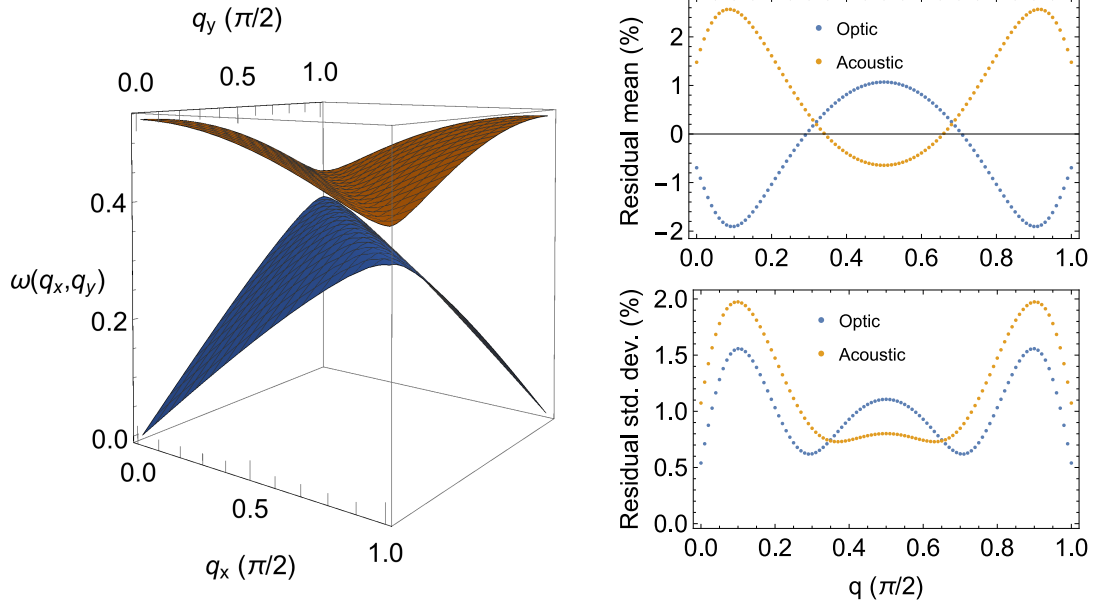 q_y (π/2)
0.0
0.5
1.0
0.4
ω(q_x,q_y)
0.2
0.0
0.0
0.5
1.0
q_x (π/2)
Residual mean (%)
2
1
0
−1
−2
Optic
Acoustic
0.0 0.2 0.4 0.6 0.8 1.0
Residual std. dev. (%)
2.0
1.5
1.0
0.5
0.0
Optic
Acoustic
0.0 0.2 0.4 0.6 0.8 1.0
q (π/2)